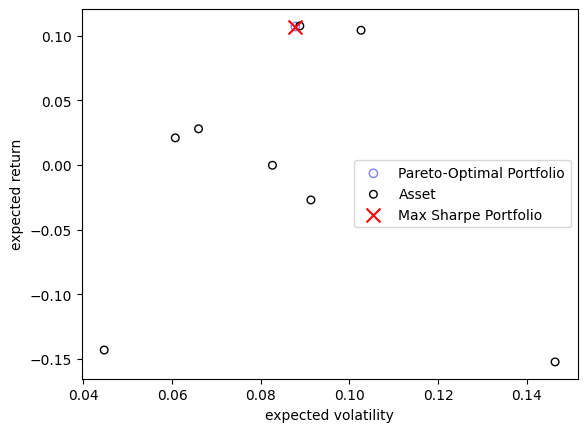 0.10
0.05
0.00
−0.05
−0.10
−0.15
expected return
Pareto-Optimal Portfolio
Asset
Max Sharpe Portfolio
0.04 0.06 0.08 0.10 0.12 0.14
expected volatility